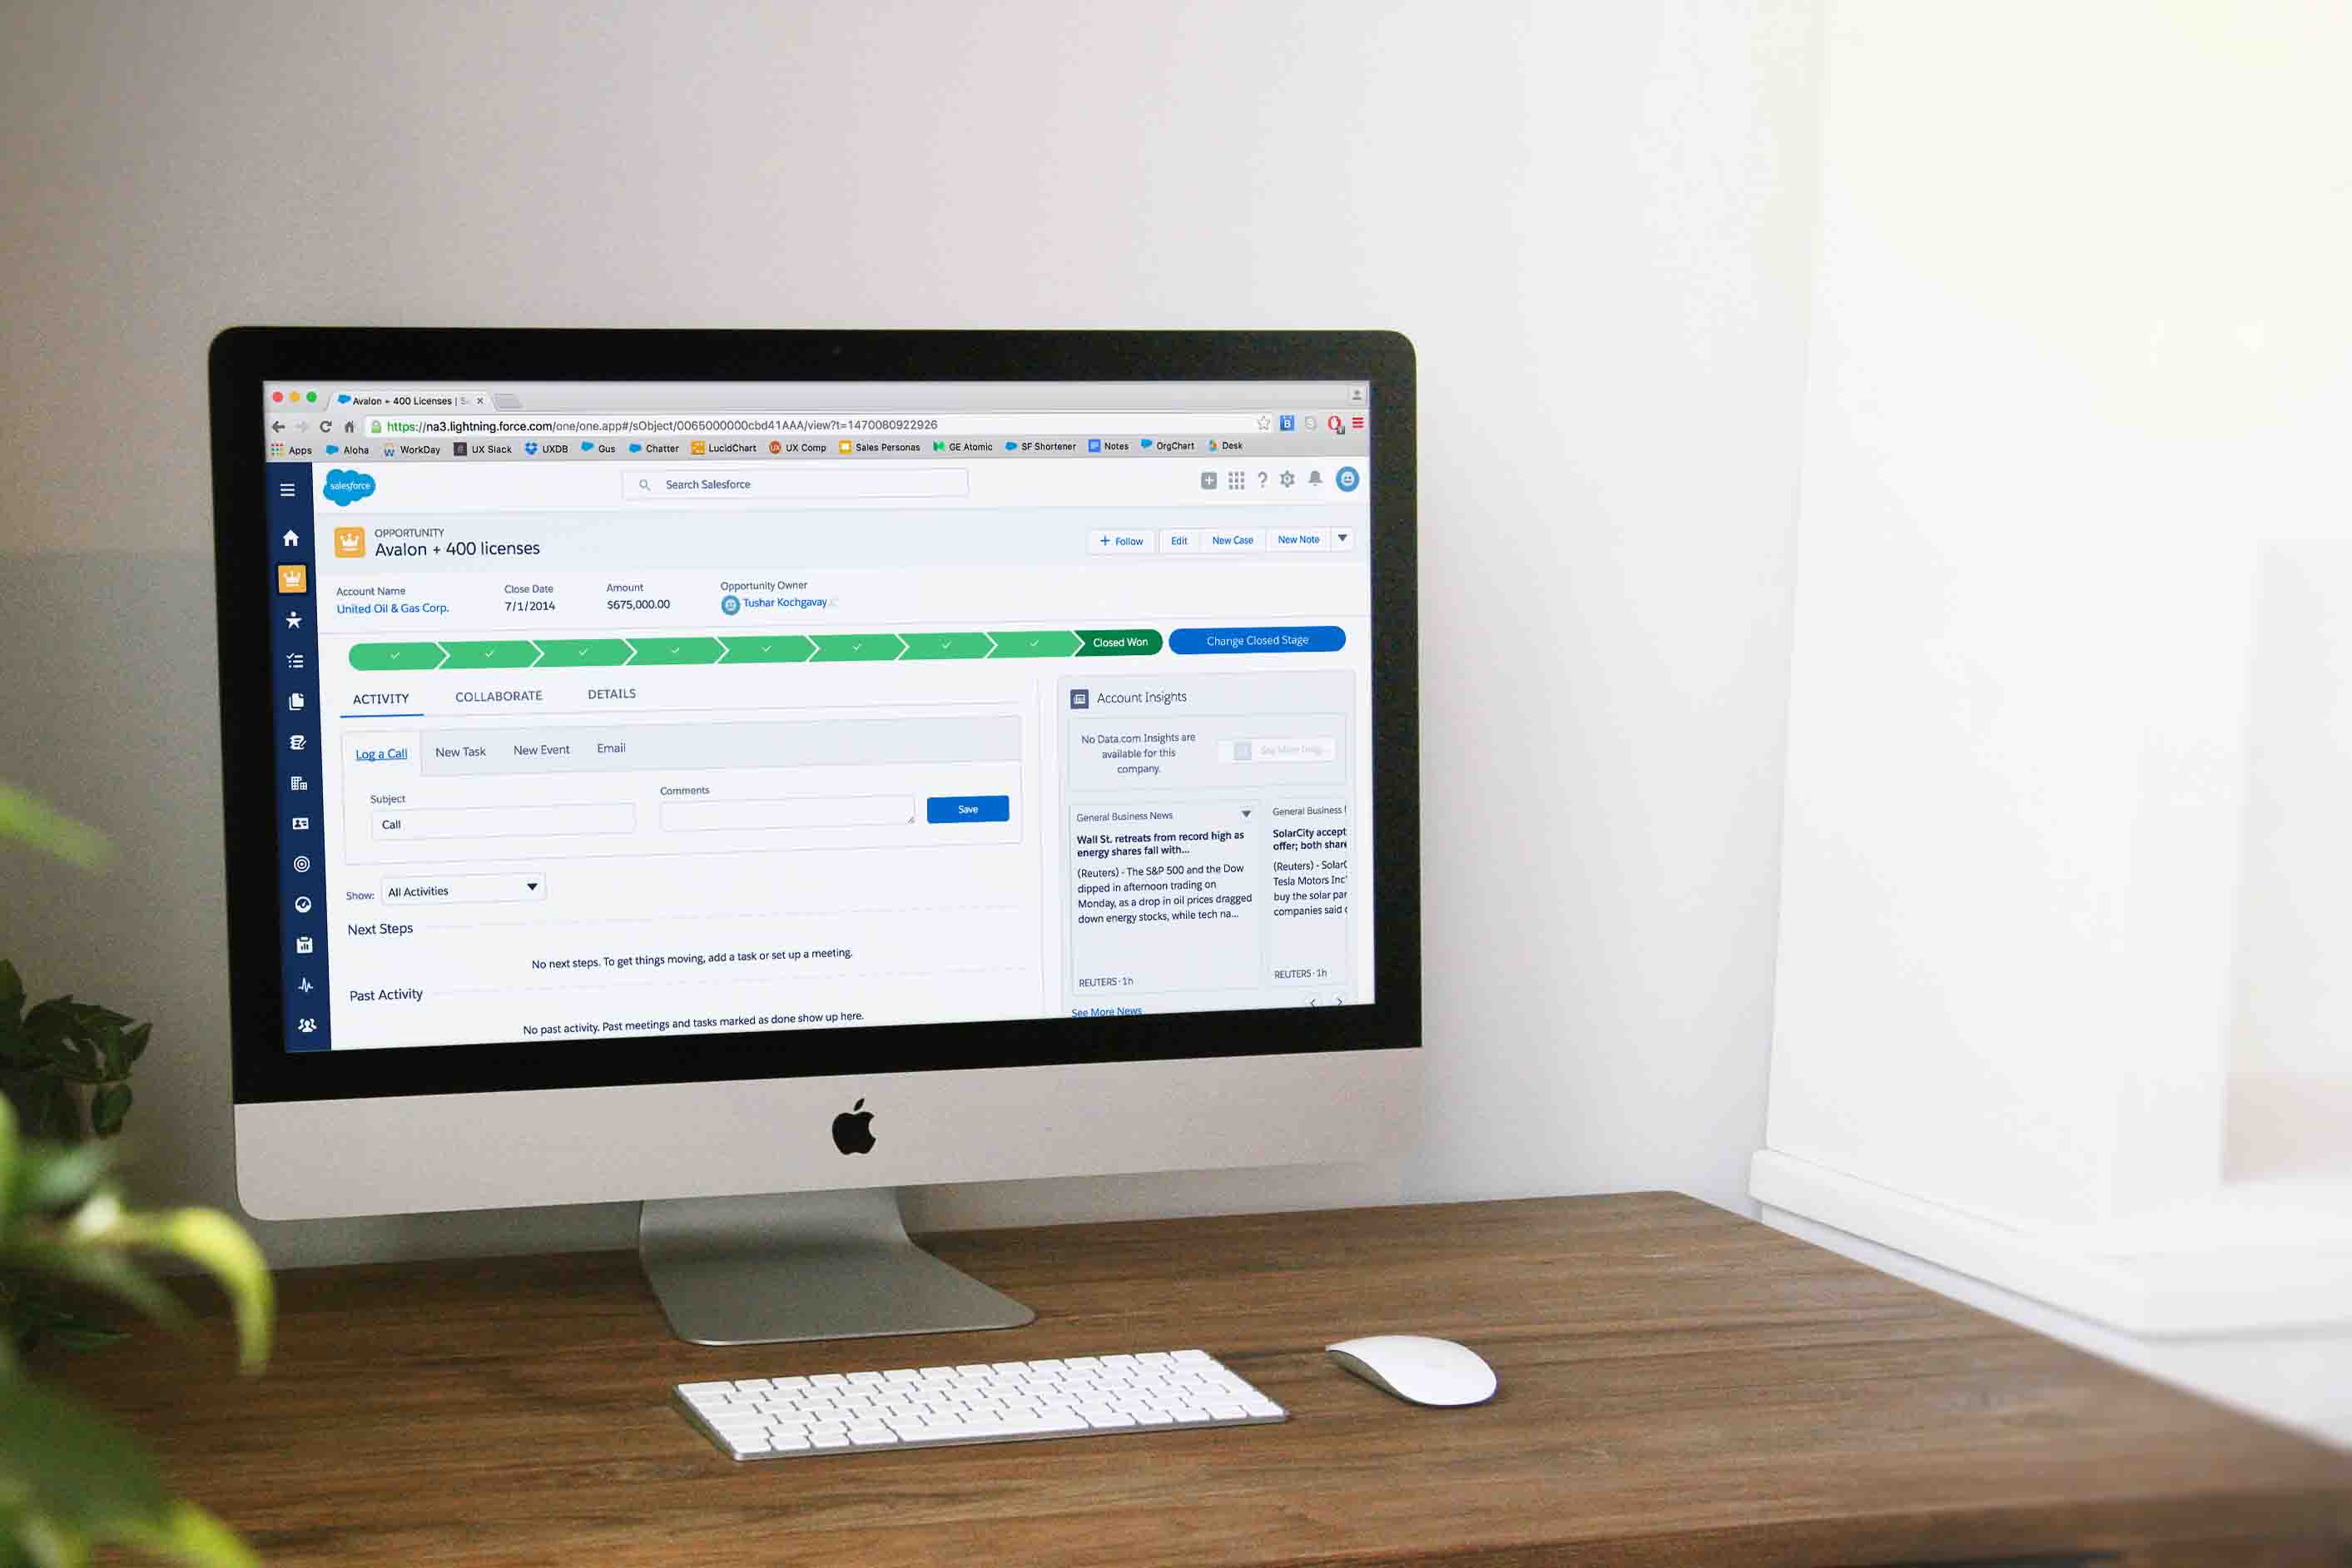 Avalon + 400 Licenses | S
https://na3.lightning.force.com/one/one.app#/sObject/0065000000cbd41AAA/view?t=1470080922926
Apps Aloha WorkDay UX Slack UXDB Gus Chatter LucidChart UX Comp Sales Personas GE Atomic SF Shortener Notes OrgChart Desk
salesforce
Search Salesforce
OPPORTUNITY
Avalon + 400 licenses
+ Follow Edit New Case New Note
Account Name Close Date Amount Opportunity Owner
United Oil & Gas Corp. 7/1/2014 $675,000.00 Tushar Kochgavay
Closed Won Change Closed Stage
ACTIVITY COLLABORATE DETAILS
Log a Call New Task New Event Email
Subject Comments
Call Save
Show: All Activities
Next Steps
No next steps. To get things moving, add a task or set up a meeting.
Past Activity
No past activity. Past meetings and tasks marked as done show up here.
Account Insights
No Data.com Insights are
available for this
company.
See More Insig...
General Business News
Wall St. retreats from record high as
energy shares fall with...
(Reuters) - The S&P 500 and the Dow
dipped in afternoon trading on
Monday, as a drop in oil prices dragged
down energy stocks, while tech na...
REUTERS · 1h
General Business
SolarCity accept
offer; both share
(Reuters) - Solar
Tesla Motors Inc'
buy the solar par
companies said
REUTERS · 1h
See More News